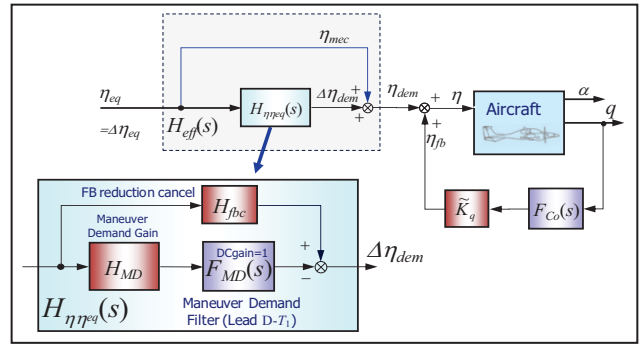 η_mec
η_eq
=Δη_eq
H_eff(s)
H_ηηeq(s)
Δη_dem
+
+
η_dem
+
+
η_fb
η
Aircraft
α
q
K̃_q
F_Co(s)
FB reduction cancel
H_fbc
Maneuver
Demand Gain
H_MD
DCgain=1
F_MD(s)
+
−
Δη_dem
H_ηηeq(s)
Maneuver Demand
Filter (Lead D-T₁)